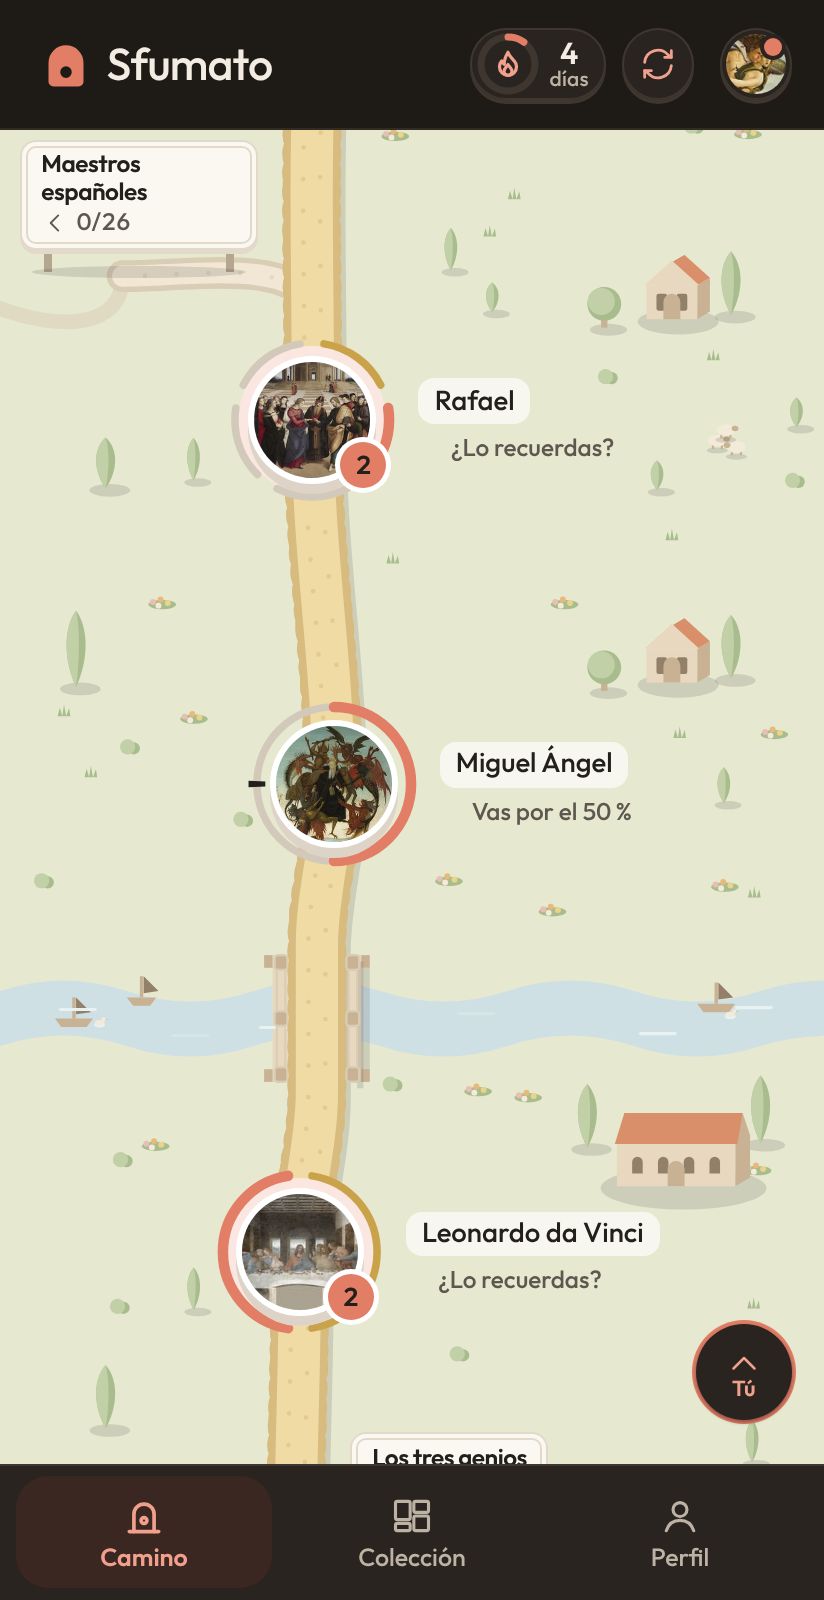 Sfumato
4
días
Maestros
españoles
0/26
Rafael
¿Lo recuerdas?
2
Miguel Ángel
Vas por el 50 %
Leonardo da Vinci
¿Lo recuerdas?
2
Tú
Los tres genios
Camino
Colección
Perfil